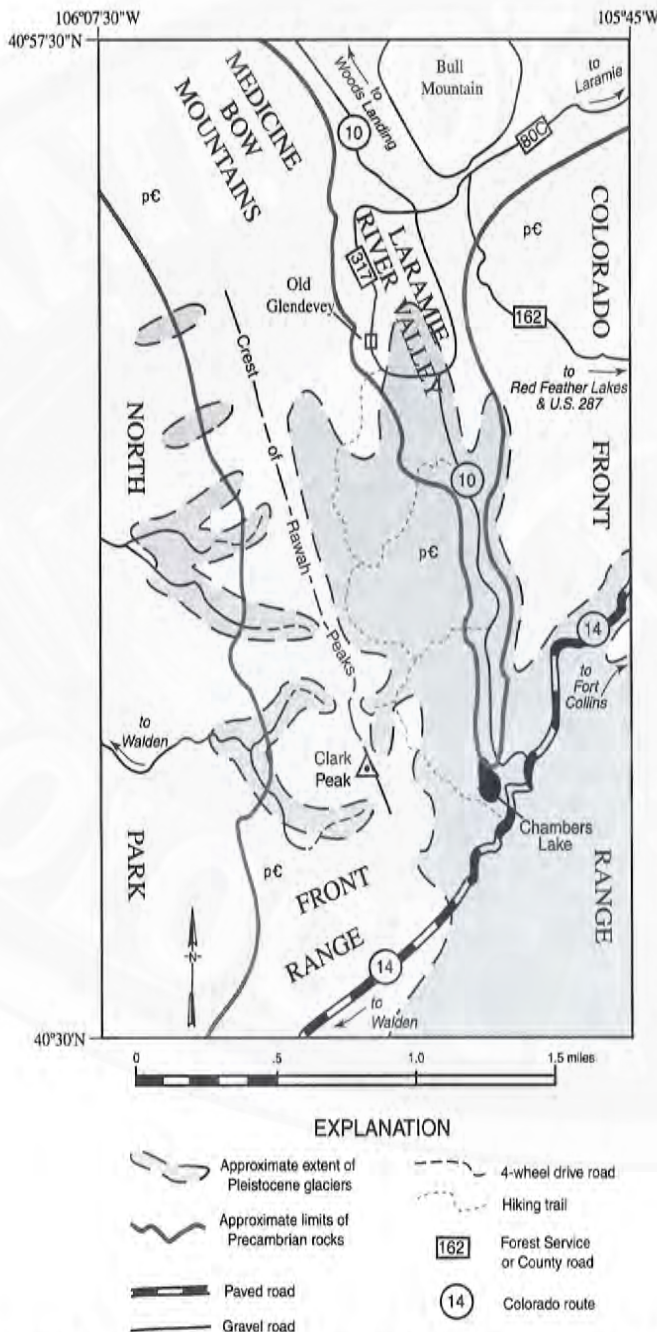 106°07'30"W
105°45'
40°57'30"N
MEDICINE
BOW
MOUNTAINS
to
Woods Landing
Bull
Mountain
to
Laramie
10
80C
p€
p€
COLORADO
LARAMIE
RIVER
VALLEY
317
Old
Glendevey
162
to
Red Feather Lakes
& U.S. 287
Crest
of
Rawah
Peaks
NORTH
FRONT
10
p€
14
to
Fort
Collins
to
Walden
Clark
Peak
Chambers
Lake
PARK
p€
FRONT
RANGE
RANGE
N
14
to
Walden
40°30'N
0
.5
1.0
1.5 miles
EXPLANATION
Approximate extent of
Pleistocene glaciers
Approximate limits of
Precambrian rocks
Paved road
Gravel road
4-wheel drive road
Hiking trail
162
Forest Service
or County road
14
Colorado route